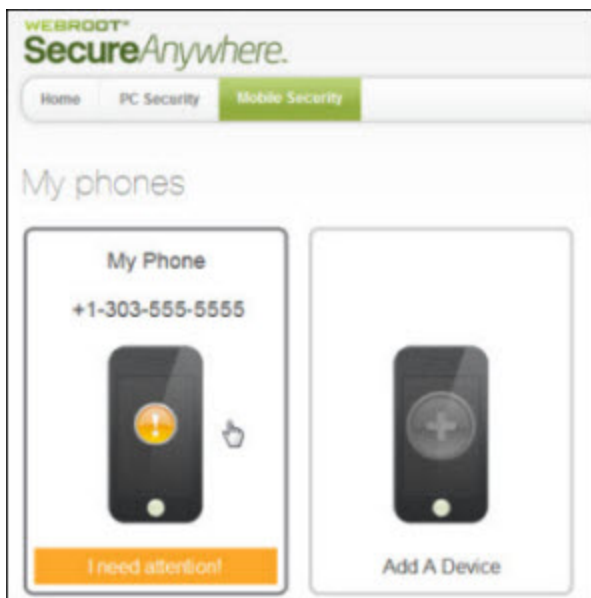 WEBROOT®
SecureAnywhere.
Home PC Security Mobile Security
My phones
My Phone
+1-303-555-5555
!
I need attention!
Add A Device